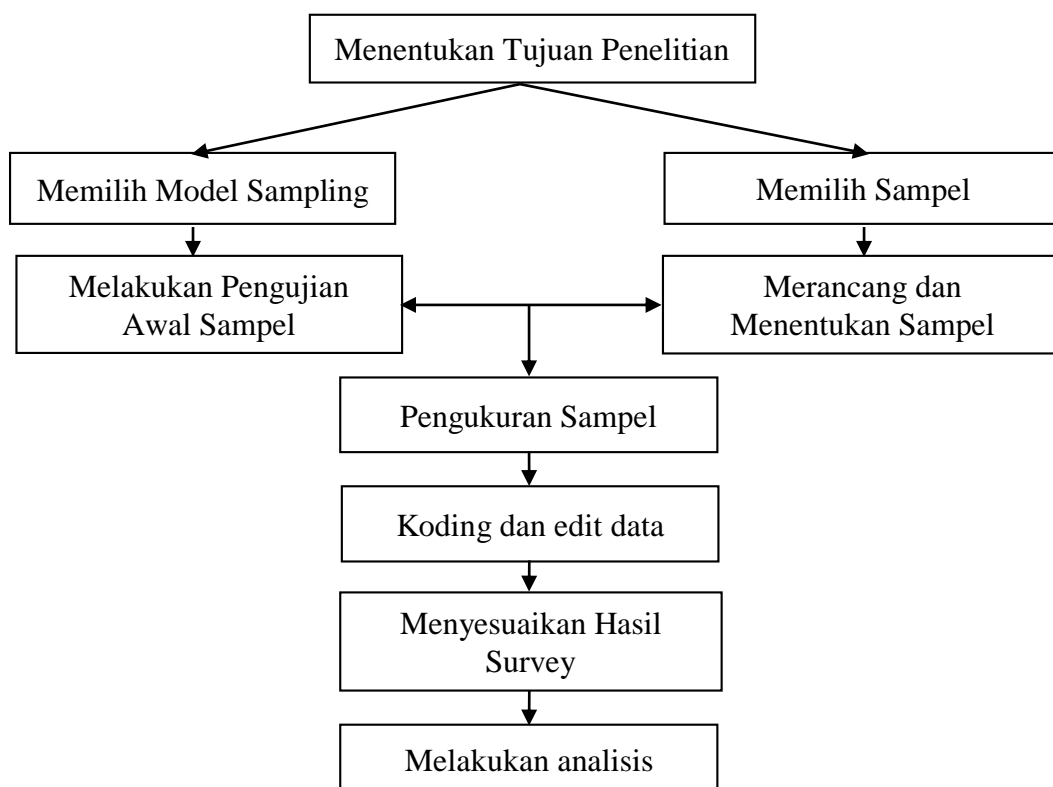 Menentukan Tujuan Penelitian
Memilih Model Sampling
Memilih Sampel
Melakukan Pengujian
Awal Sampel
Merancang dan
Menentukan Sampel
Pengukuran Sampel
Koding dan edit data
Menyesuaikan Hasil
Survey
Melakukan analisis